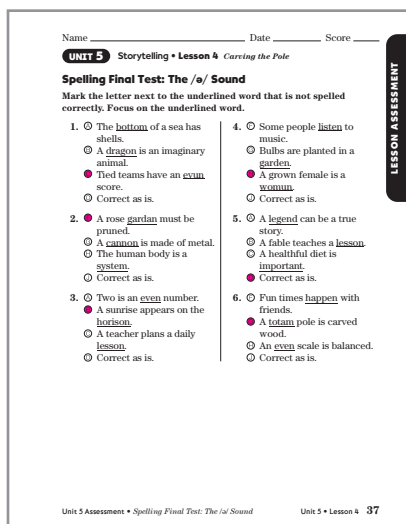 Name Date Score
UNIT 5 Storytelling • Lesson 4 Carving the Pole
Spelling Final Test: The /ə/ Sound
Mark the letter next to the underlined word that is not spelled
correctly. Focus on the underlined word.
1. Ⓐ The bottom of a sea has
shells.
Ⓑ A dragon is an imaginary
animal.
Tied teams have an evun
score.
Ⓓ Correct as is.
2. A rose gardan must be
pruned.
Ⓖ A cannon is made of metal.
Ⓗ The human body is a
system.
Ⓙ Correct as is.
3. Ⓐ Two is an even number.
A sunrise appears on the
horison.
Ⓒ A teacher plans a daily
lesson.
Ⓓ Correct as is.
4. Ⓕ Some people listen to
music.
Ⓖ Bulbs are planted in a
garden.
A grown female is a
womun.
Ⓙ Correct as is.
5. Ⓐ A legend can be a true
story.
Ⓑ A fable teaches a lesson.
Ⓒ A healthful diet is
important.
Correct as is.
6. Ⓕ Fun times happen with
friends.
A totam pole is carved
wood.
Ⓗ An even scale is balanced.
Ⓙ Correct as is.
LESSON ASSESSMENT
Unit 5 Assessment • Spelling Final Test: The /ə/ Sound Unit 5 • Lesson 4 37